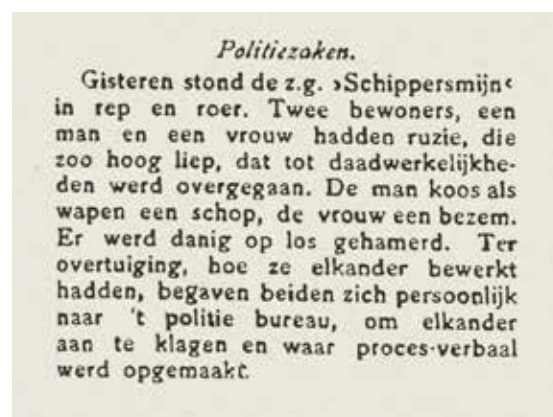 Politiezaken.
Gisteren stond de z.g. ›Schippersmijn‹
in rep en roer. Twee bewoners, een
man en een vrouw hadden ruzie, die
zoo hoog liep, dat tot daadwerkelijkhe-
den werd overgegaan. De man koos als
wapen een schop, de vrouw een bezem.
Er werd danig op los gehamerd. Ter
overtuiging, hoe ze elkander bewerkt
hadden, begaven beiden zich persoonlijk
naar 't politie bureau, om elkander
aan te klagen en waar proces-verbaal
werd opgemaakt.